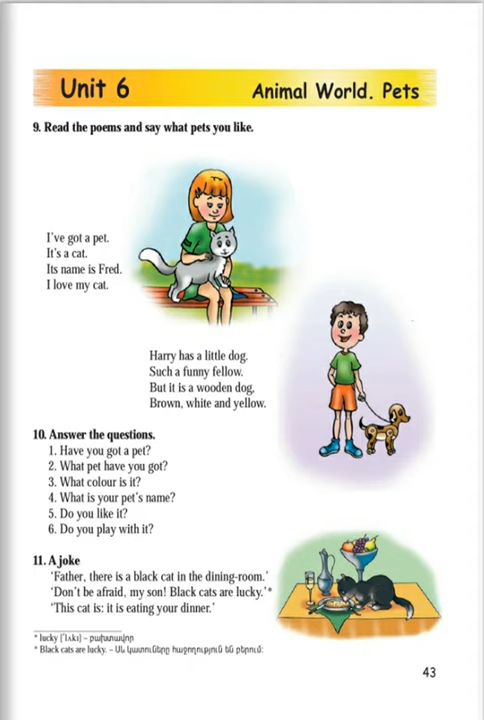 Unit 6
Animal World. Pets
9. Read the poems and say what pets you like.
I've got a pet.
It's a cat.
Its name is Fred.
I love my cat.
Harry has a little dog.
Such a funny fellow.
But it is a wooden dog,
Brown, white and yellow.
10. Answer the questions.
1. Have you got a pet?
2. What pet have you got?
3. What colour is it?
4. What is your pet's name?
5. Do you like it?
6. Do you play with it?
11. A joke
'Father, there is a black cat in the dining-room.'
'Don't be afraid, my son! Black cats are lucky.'*
'This cat is: it is eating your dinner.'
* lucky ['lʌkɪ] – բախտավոր
* Black cats are lucky. – Սև կատուները հաջողություն են բերում:
43